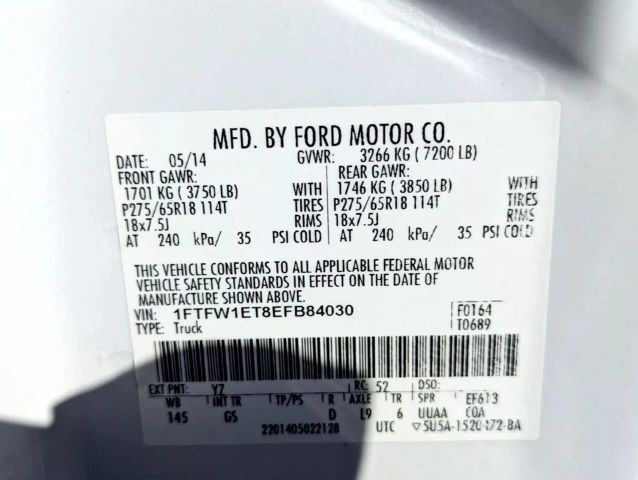 MFD. BY FORD MOTOR CO.
DATE: 05/14 GVWR: 3266 KG ( 7200 LB)
FRONT GAWR: REAR GAWR:
1701 KG ( 3750 LB) WITH 1746 KG ( 3850 LB) WITH
P275/65R18 114T TIRES P275/65R18 114T TIRES
18x7.5J RIMS 18x7.5J RIMS
AT 240 kPa/ 35 PSI COLD AT 240 kPa/ 35 PSI COLD
THIS VEHICLE CONFORMS TO ALL APPLICABLE FEDERAL MOTOR
VEHICLE SAFETY STANDARDS IN EFFECT ON THE DATE OF
MANUFACTURE SHOWN ABOVE.
VIN: 1FTFW1ET8EFB84030 F0164
TYPE: Truck T0689
EXT PNT: Y7 RC: 52 DSO:
WB INT TR TP/PS R AXLE TR SPR EF613
145 GS D L9 6 UUAA COA
2201405022128 UTC 5U5A-1520472-BA